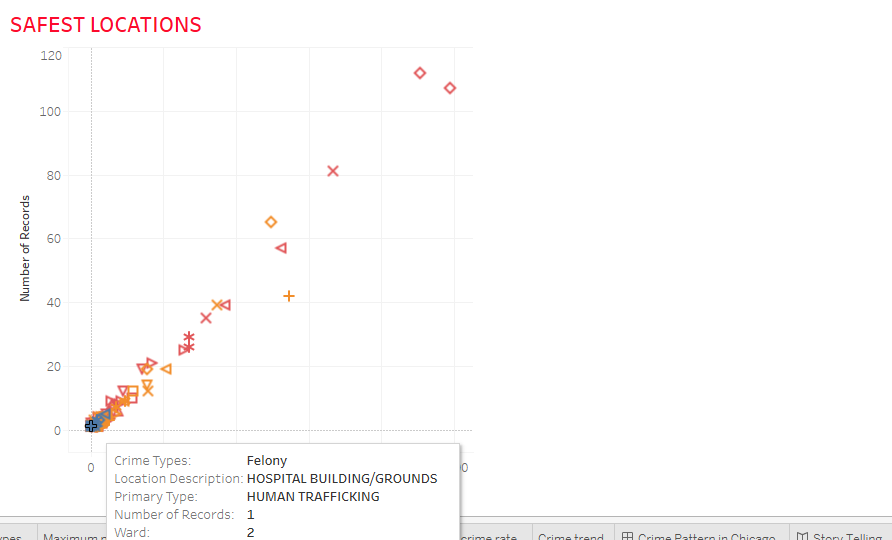 SAFEST LOCATIONS
120
100
80
60
40
20
0
Number of Records
0
00
Crime Types: Felony
Location Description: HOSPITAL BUILDING/GROUNDS
Primary Type: HUMAN TRAFFICKING
Number of Records: 1
Ward: 2
crime rate
Crime trend
Crime Pattern in Chicago
Story Telling